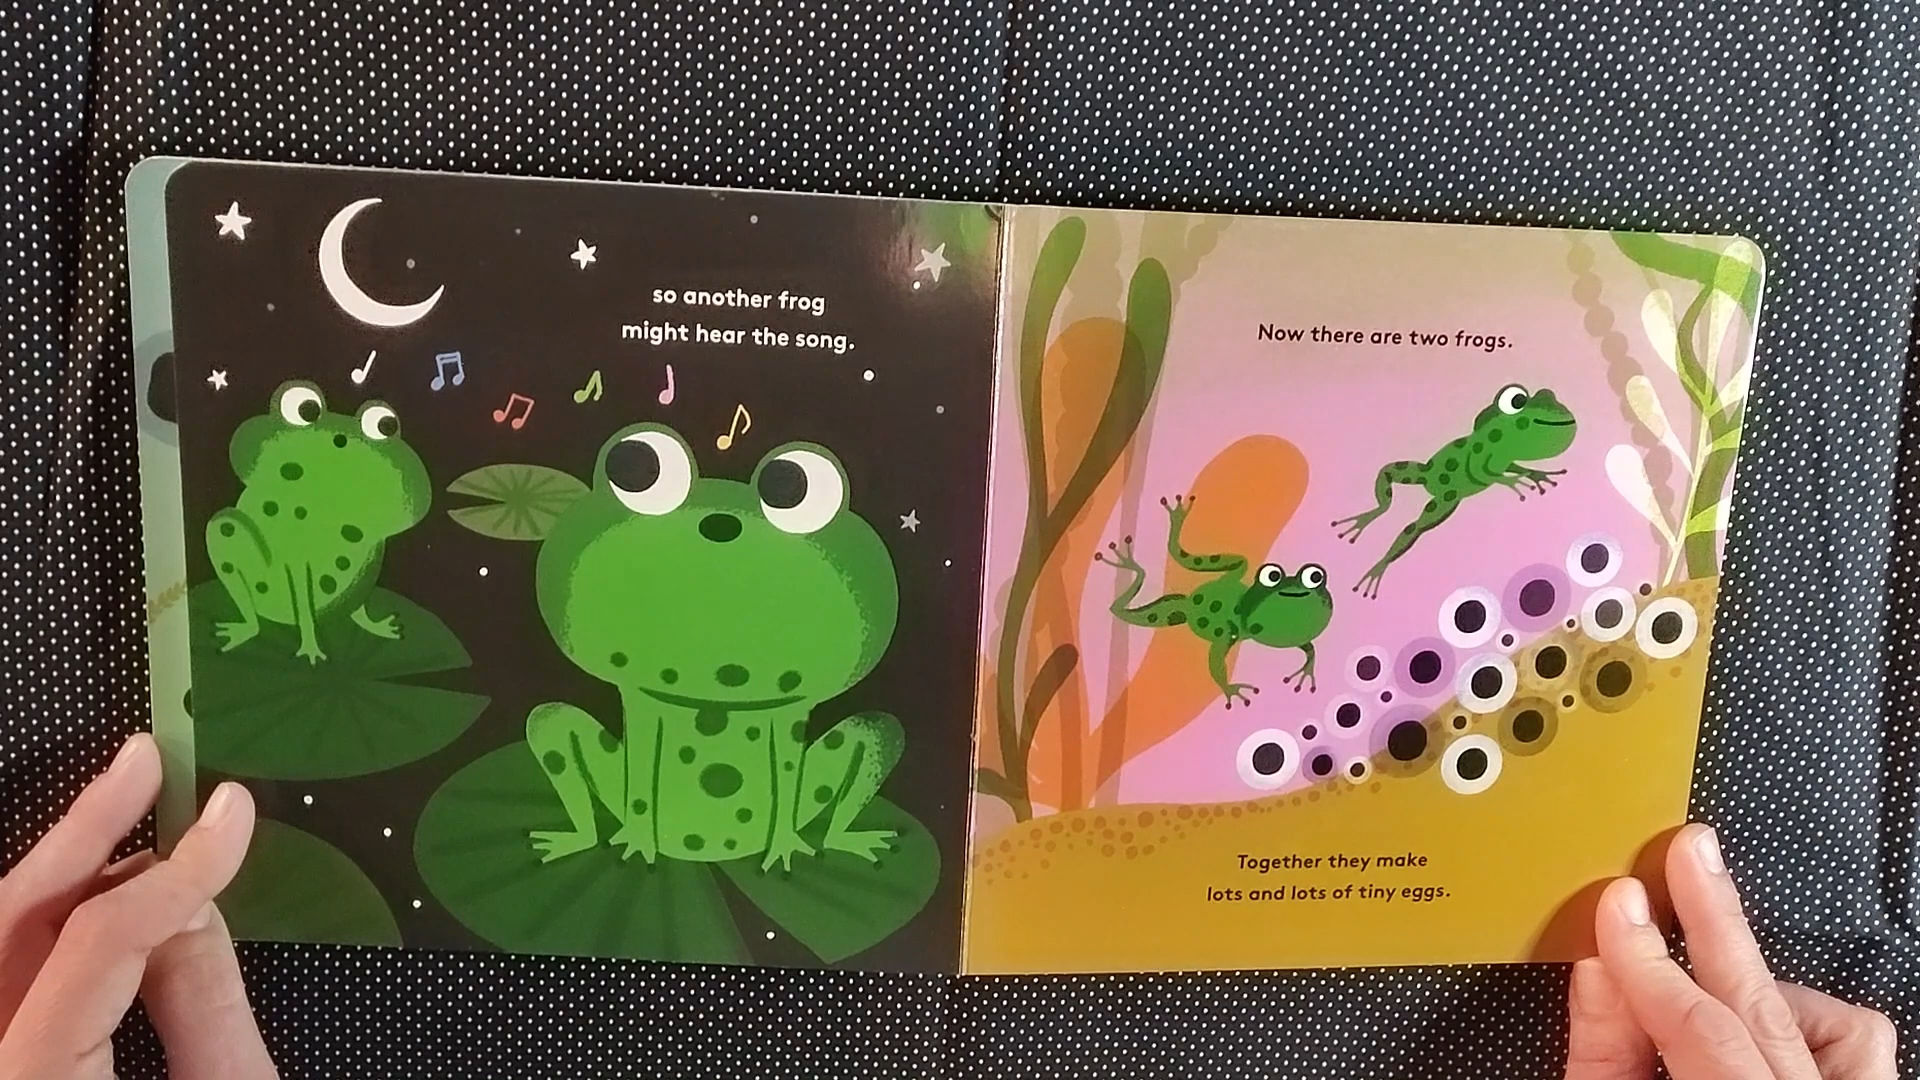 so another frog
might hear the song.
Now there are two frogs.
Together they make
lots and lots of tiny eggs.